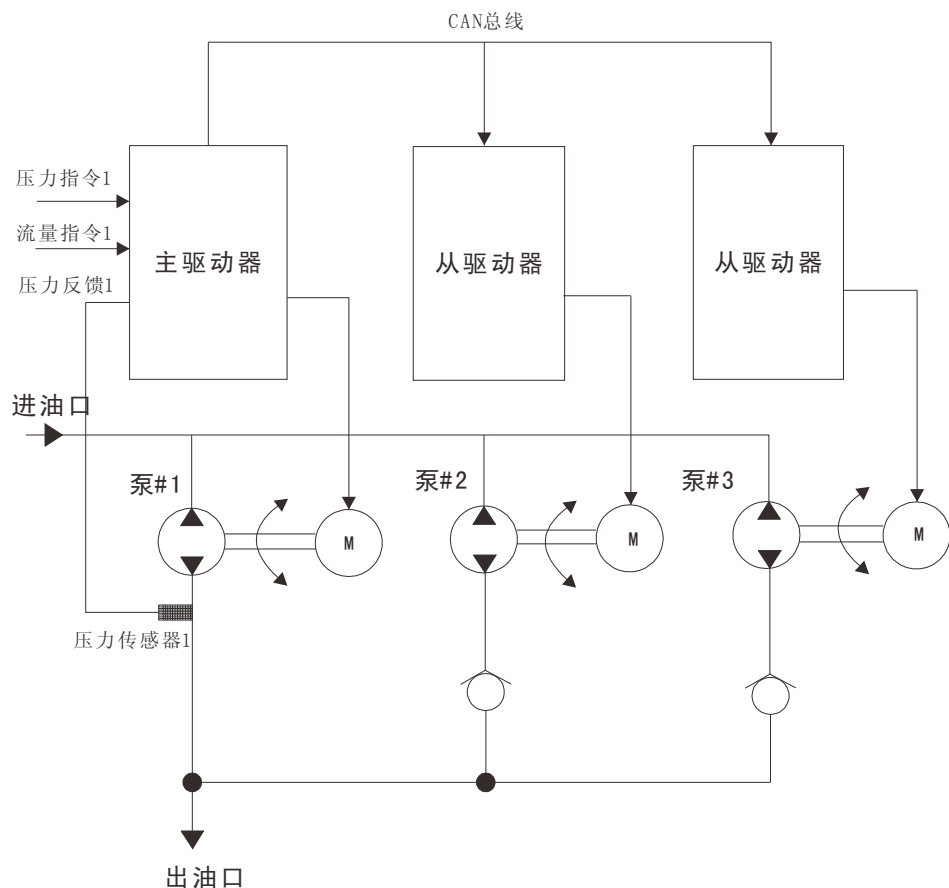 CAN总线
压力指令1
流量指令1
压力反馈1
主驱动器
从驱动器
从驱动器
进油口
泵#1
泵#2
泵#3
M
M
M
压力传感器1
出油口